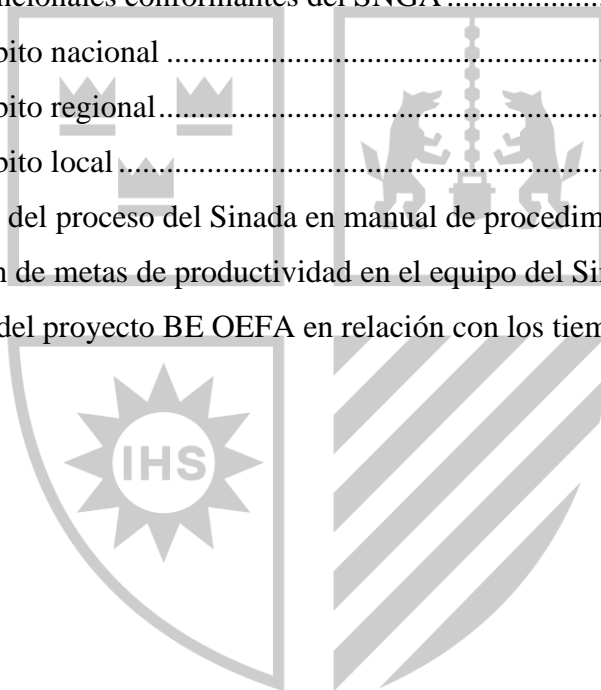 ncionales conformantes del SNGA........................
bito nacional ........................................................
bito regional.........................................................
bito local ..............................................................
del proceso del Sinada en manual de procedim
n de metas de productividad en el equipo del Si
del proyecto BE OEFA en relación con los tiem
IHS